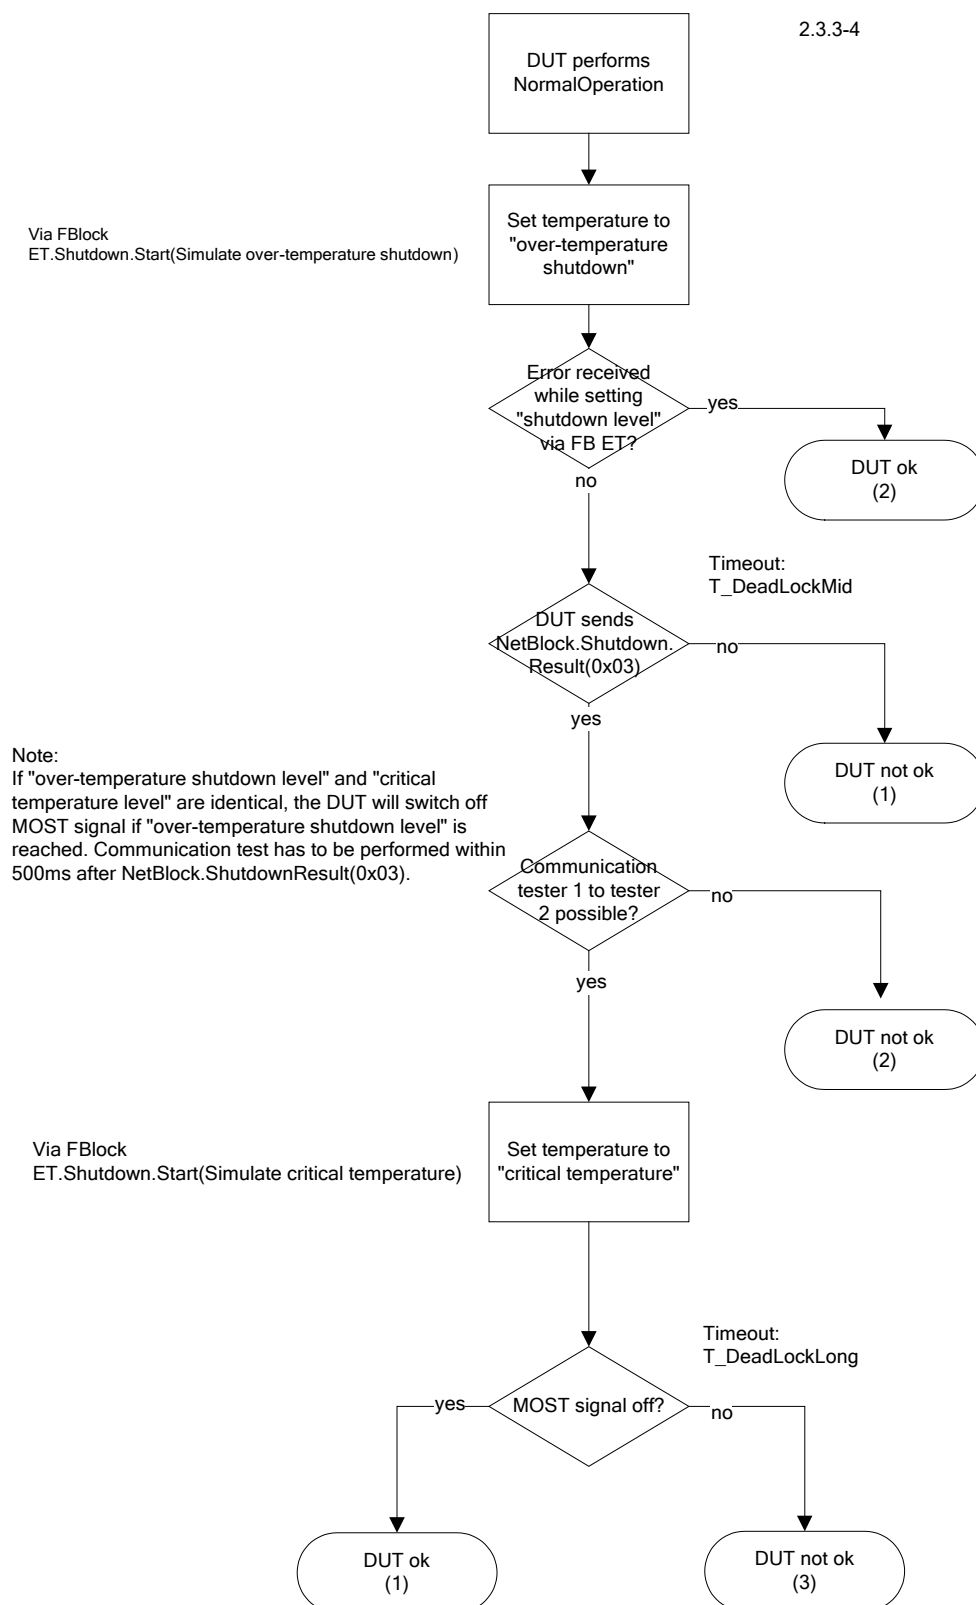 2.3.3-4
DUT performs
NormalOperation
Via FBlock
ET.Shutdown.Start(Simulate over-temperature shutdown)
Set temperature to
"over-temperature
shutdown"
Error received
while setting
"shutdown level"
via FB ET?
yes
no
DUT ok
(2)
Timeout:
T_DeadLockMid
DUT sends
NetBlock.Shutdown.
Result(0x03)
no
yes
DUT not ok
(1)
Note:
If "over-temperature shutdown level" and "critical
temperature level" are identical, the DUT will switch off
MOST signal if "over-temperature shutdown level" is
reached. Communication test has to be performed within
500ms after NetBlock.ShutdownResult(0x03).
Communication
tester 1 to tester
2 possible?
no
yes
DUT not ok
(2)
Via FBlock
ET.Shutdown.Start(Simulate critical temperature)
Set temperature to
"critical temperature"
Timeout:
T_DeadLockLong
MOST signal off?
yes
no
DUT ok
(1)
DUT not ok
(3)